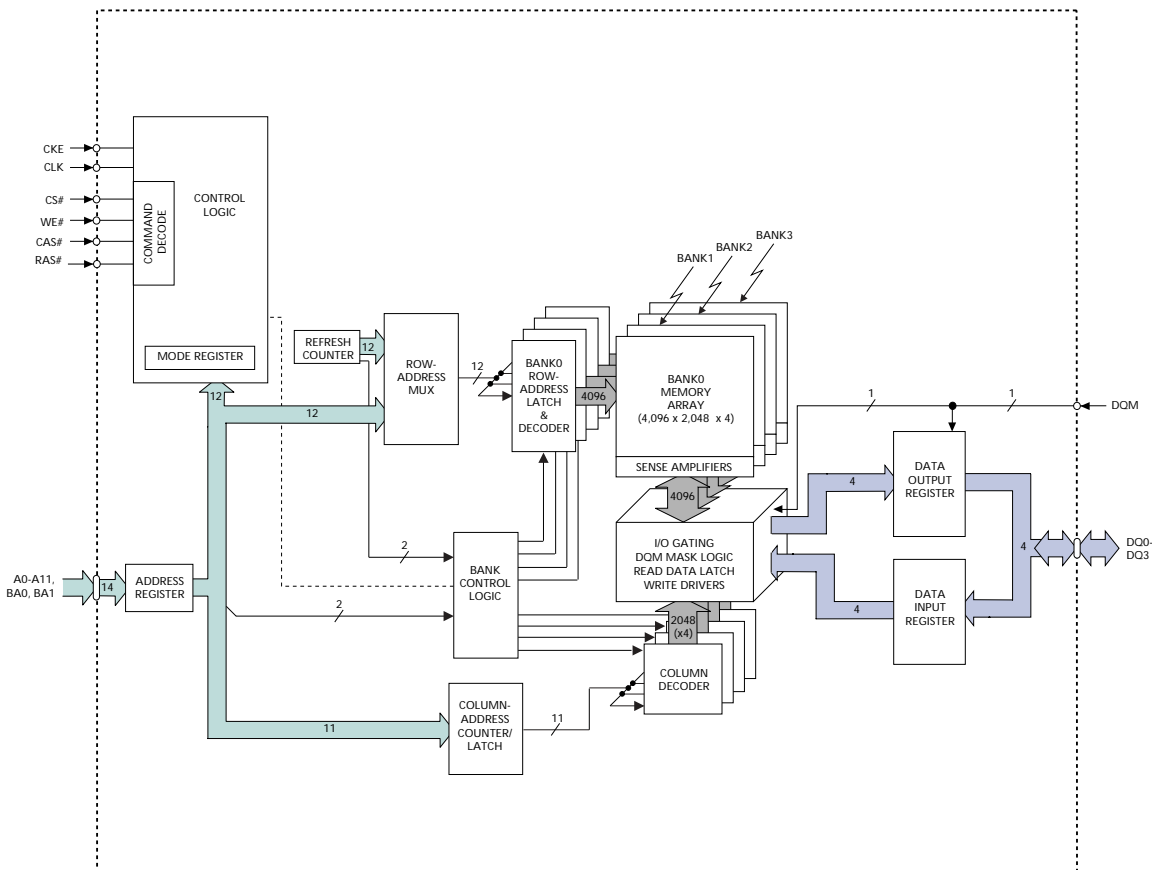 CKE
CLK
CS#
WE#
CAS#
RAS#
COMMAND
DECODE
CONTROL
LOGIC
MODE REGISTER
12
REFRESH
COUNTER
12
12
ROW-
ADDRESS
MUX
12
BANK0
ROW-
ADDRESS
LATCH
&
DECODER
4096
BANK1
BANK2
BANK3
BANK0
MEMORY
ARRAY
(4,096 x 2,048 x 4)
SENSE AMPLIFIERS
4096
I/O GATING
DQM MASK LOGIC
READ DATA LATCH
WRITE DRIVERS
2048
(x4)
COLUMN
DECODER
A0-A11,
BA0, BA1
14
ADDRESS
REGISTER
2
2
BANK
CONTROL
LOGIC
11
COLUMN-
ADDRESS
COUNTER/
LATCH
11
1
1
DQM
4
DATA
OUTPUT
REGISTER
4
DATA
INPUT
REGISTER
4
DQ0-
DQ3